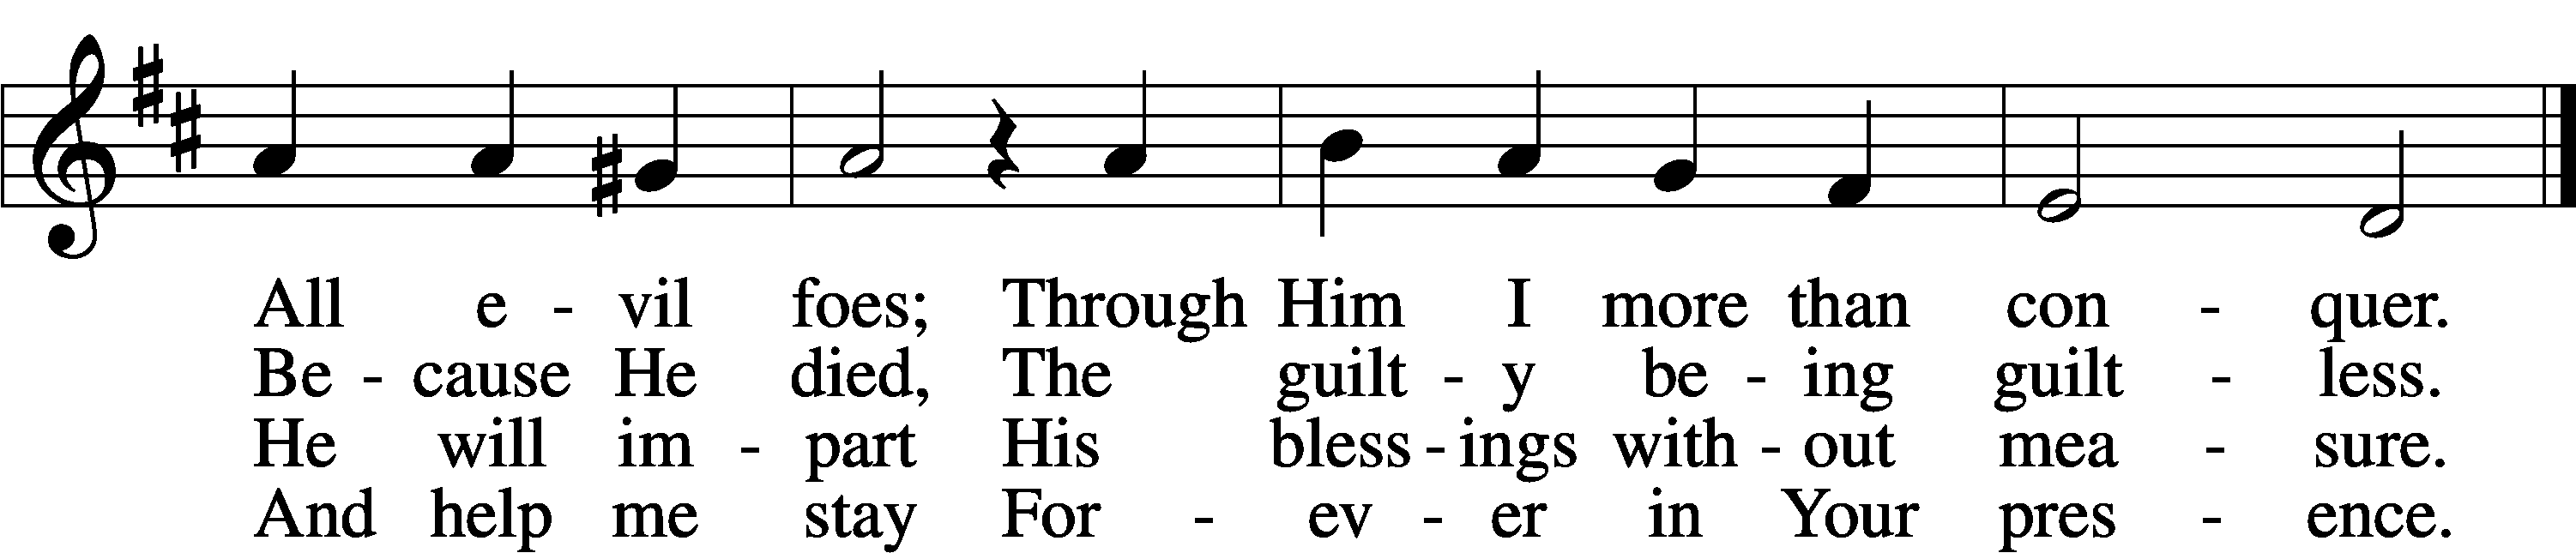 All e - vil foes; Through Him I more than con - quer.
Be - cause He died, The guilt - y be - ing guilt - less.
He will im - part His bless - ings with - out mea - sure.
And help me stay For - ev - er in Your pres - ence.